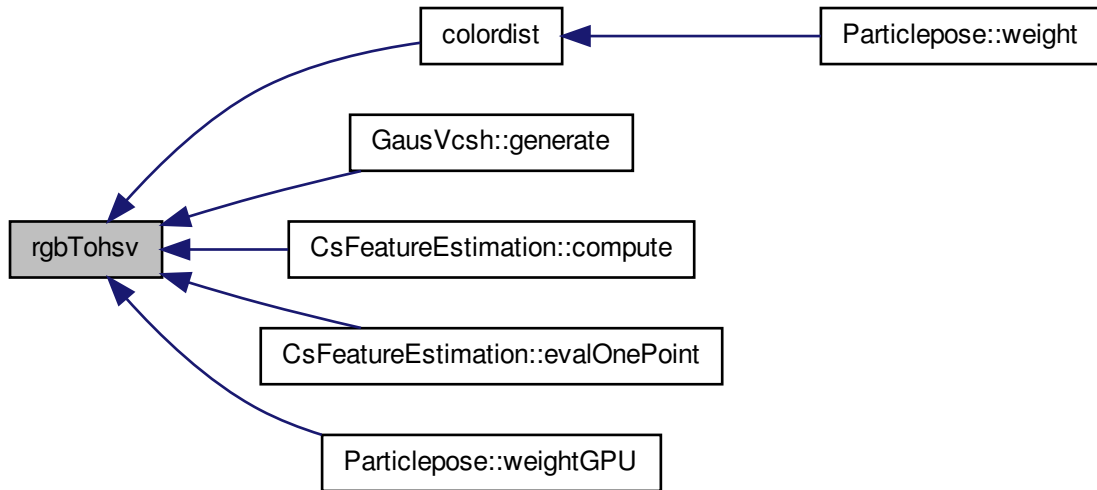 colordist
Particlepose::weight
GausVcsh::generate
rgbTohsv
CsFeatureEstimation::compute
CsFeatureEstimation::evalOnePoint
Particlepose::weightGPU